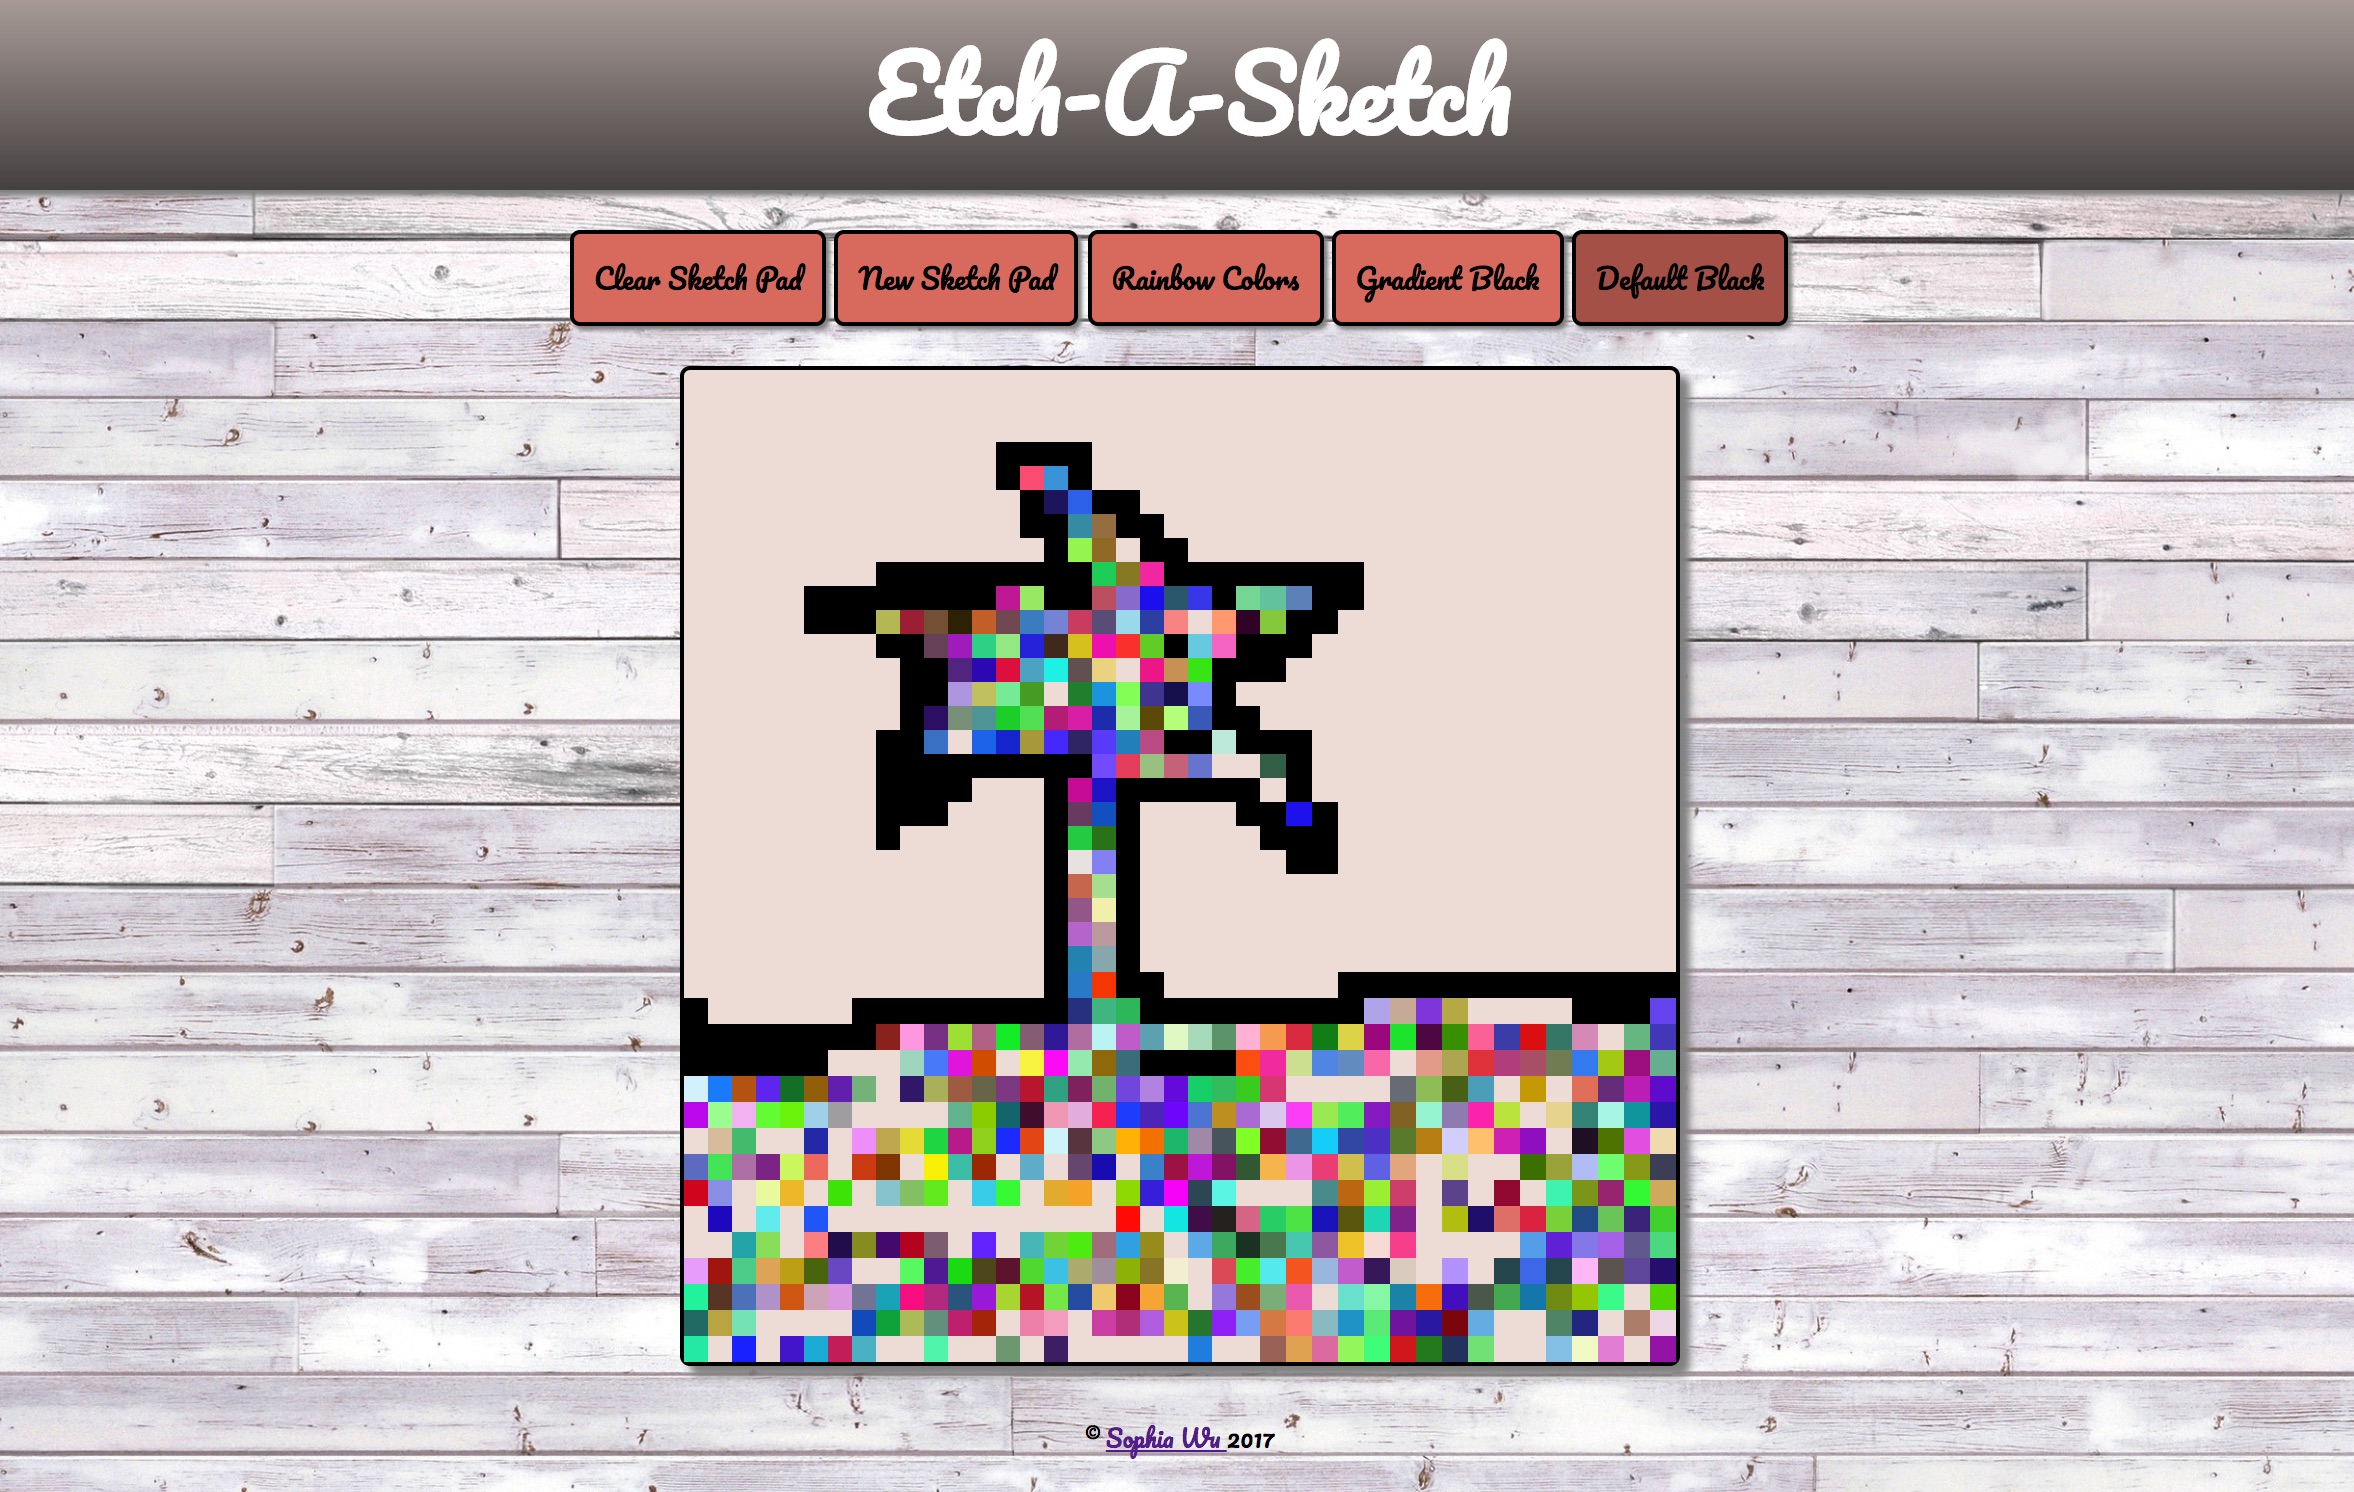 Etch-A-Sketch
Clear Sketch Pad
New Sketch Pad
Rainbow Colors
Gradient Black
Default Black
© Sophia Wu 2017